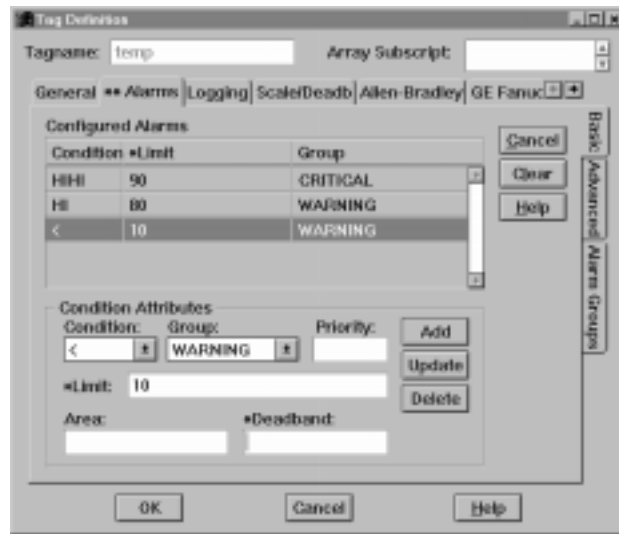 Tag Definition
Tagname: temp Array Subscript:
General ** Alarms Logging Scale/Deadb Allen-Bradley GE Fanuc
Configured Alarms
Condition *Limit Group
HIHI 90 CRITICAL
HI 80 WARNING
< 10 WARNING
Cancel
Clear
Help
Basic
Advanced
Alarm Groups
Condition Attributes
Condition: Group: Priority:
< WARNING
*Limit: 10
Area: *Deadband:
Add
Update
Delete
OK Cancel Help